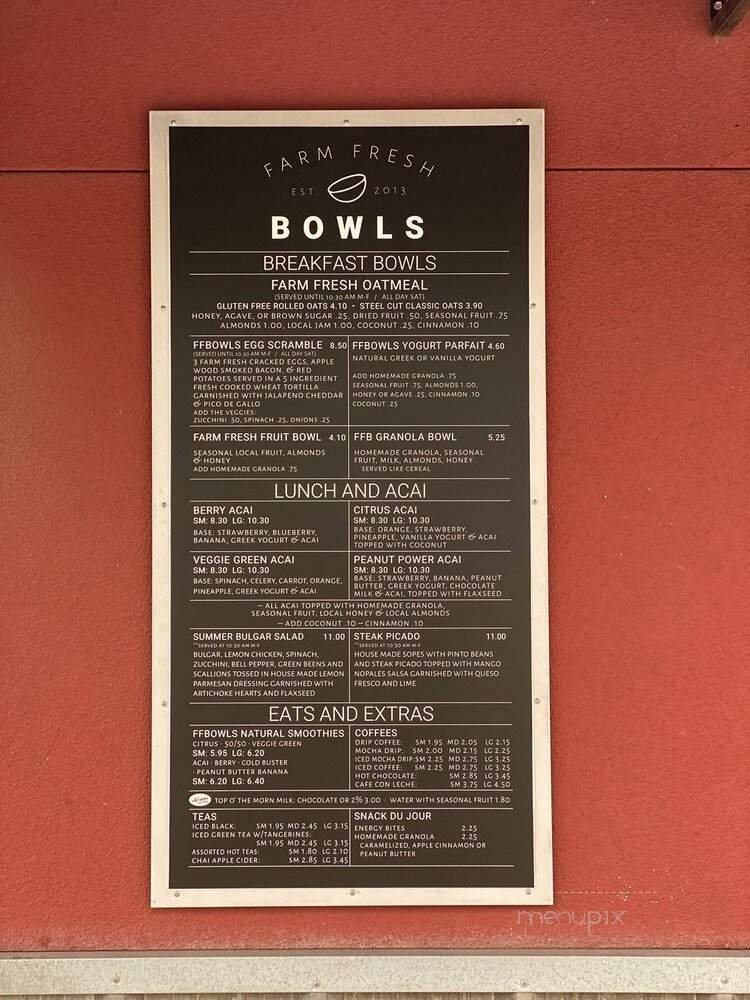 FARM FRESH
EST. 2013
BOWLS
BREAKFAST BOWLS
FARM FRESH OATMEAL
(SERVED UNTIL 10:30 AM M-F / ALL DAY SAT)
GLUTEN FREE ROLLED OATS 4.10 • STEEL CUT CLASSIC OATS 3.90
HONEY, AGAVE, OR BROWN SUGAR .25, DRIED FRUIT .50, SEASONAL FRUIT .75
ALMONDS 1.00, LOCAL JAM 1.00, COCONUT .25, CINNAMON .10
FFBOWLS EGG SCRAMBLE 8.50
(SERVED UNTIL 10:30 AM M-F / ALL DAY SAT)
3 FARM FRESH CRACKED EGGS, APPLE
WOOD SMOKED BACON, & RED
POTATOES SERVED IN A 5 INGREDIENT
FRESH COOKED WHEAT TORTILLA
GARNISHED WITH JALAPENO CHEDDAR
& PICO DE GALLO
ADD THE VEGGIES:
ZUCCHINI .50, SPINACH .25, ONIONS .25
FFBOWLS YOGURT PARFAIT 4.60
NATURAL GREEK OR VANILLA YOGURT
ADD HOMEMADE GRANOLA .75
SEASONAL FRUIT .75, ALMONDS 1.00,
HONEY OR AGAVE .25, CINNAMON .10
COCONUT .25
FARM FRESH FRUIT BOWL 4.10
SEASONAL LOCAL FRUIT, ALMONDS
& HONEY
ADD HOMEMADE GRANOLA .75
FFB GRANOLA BOWL 5.25
HOMEMADE GRANOLA, SEASONAL
FRUIT, MILK, ALMONDS, HONEY
SERVED LIKE CEREAL
LUNCH AND ACAI
BERRY ACAI
SM: 8.30 LG: 10.30
BASE: STRAWBERRY, BLUEBERRY,
BANANA, GREEK YOGURT & ACAI
CITRUS ACAI
SM: 8.30 LG: 10.30
BASE: ORANGE, STRAWBERRY,
PINEAPPLE, VANILLA YOGURT & ACAI
TOPPED WITH COCONUT
VEGGIE GREEN ACAI
SM: 8.30 LG: 10.30
BASE: SPINACH, CELERY, CARROT, ORANGE,
PINEAPPLE, GREEK YOGURT & ACAI
PEANUT POWER ACAI
SM: 8.30 LG: 10.30
BASE: STRAWBERRY, BANANA, PEANUT
BUTTER, GREEK YOGURT, CHOCOLATE
MILK & ACAI, TOPPED WITH FLAXSEED
— ALL ACAI TOPPED WITH HOMEMADE GRANOLA,
SEASONAL FRUIT, LOCAL HONEY & LOCAL ALMONDS
— ADD COCONUT .10 — CINNAMON .10
SUMMER BULGAR SALAD 11.00
**SERVED AT 10:30 AM M-F
BULGAR, LEMON CHICKEN, SPINACH,
ZUCCHINI, BELL PEPPER, GREEN BEENS AND
SCALLIONS TOSSED IN HOUSE MADE LEMON
PARMESAN DRESSING GARNISHED WITH
ARTICHOKE HEARTS AND FLAXSEED
STEAK PICADO 11.00
**SERVED AT 10:30 AM M-F
HOUSE MADE SOPES WITH PINTO BEANS
AND STEAK PICADO TOPPED WITH MANGO
NOPALES SALSA GARNISHED WITH QUESO
FRESCO AND LIME
EATS AND EXTRAS
FFBOWLS NATURAL SMOOTHIES
CITRUS · 50/50 · VEGGIE GREEN
SM: 5.95 LG: 6.20
ACAI · BERRY · COLD BUSTER
· PEANUT BUTTER BANANA
SM: 6.20 LG: 6.40
COFFEES
DRIP COFFEE: SM 1.95 MD 2.05 LG 2.15
MOCHA DRIP: SM 2.00 MD 2.15 LG 2.25
ICED MOCHA DRIP: SM 2.25 MD 2.75 LG 3.25
ICED COFFEE: SM 2.25 MD 2.75 LG 3.25
HOT CHOCOLATE: SM 2.85 LG 3.45
CAFE CON LECHE: SM 3.75 LG 4.50
TOP O' THE MORN MILK: CHOCOLATE OR 2% 3.00 · WATER WITH SEASONAL FRUIT 1.80
TEAS
ICED BLACK: SM 1.95 MD 2.45 LG 3.15
ICED GREEN TEA W/TANGERINES:
SM 1.95 MD 2.45 LG 3.15
ASSORTED HOT TEAS: SM 1.80 LG 2.10
CHAI APPLE CIDER: SM 2.85 LG 3.45
SNACK DU JOUR
ENERGY BITES 2.25
HOMEMADE GRANOLA 2.25
CARAMELIZED, APPLE CINNAMON OR
PEANUT BUTTER
menupix